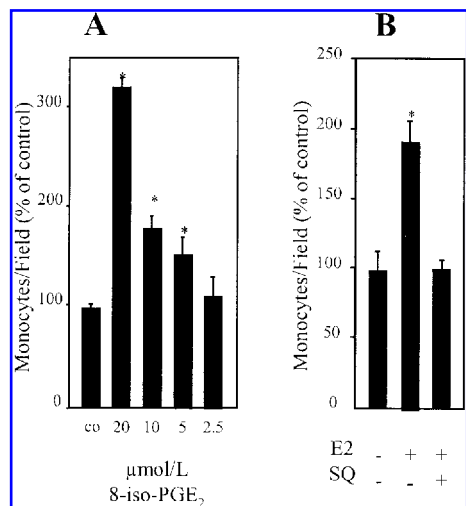 A
Monocytes/Field (% of control)
300
200
100
0
*
*
*
co 20 10 5 2.5
µmol/L
8-iso-PGE₂
B
Monocytes/Field (% of control)
250
200
150
100
50
0
*
E2 - + +
SQ - - +